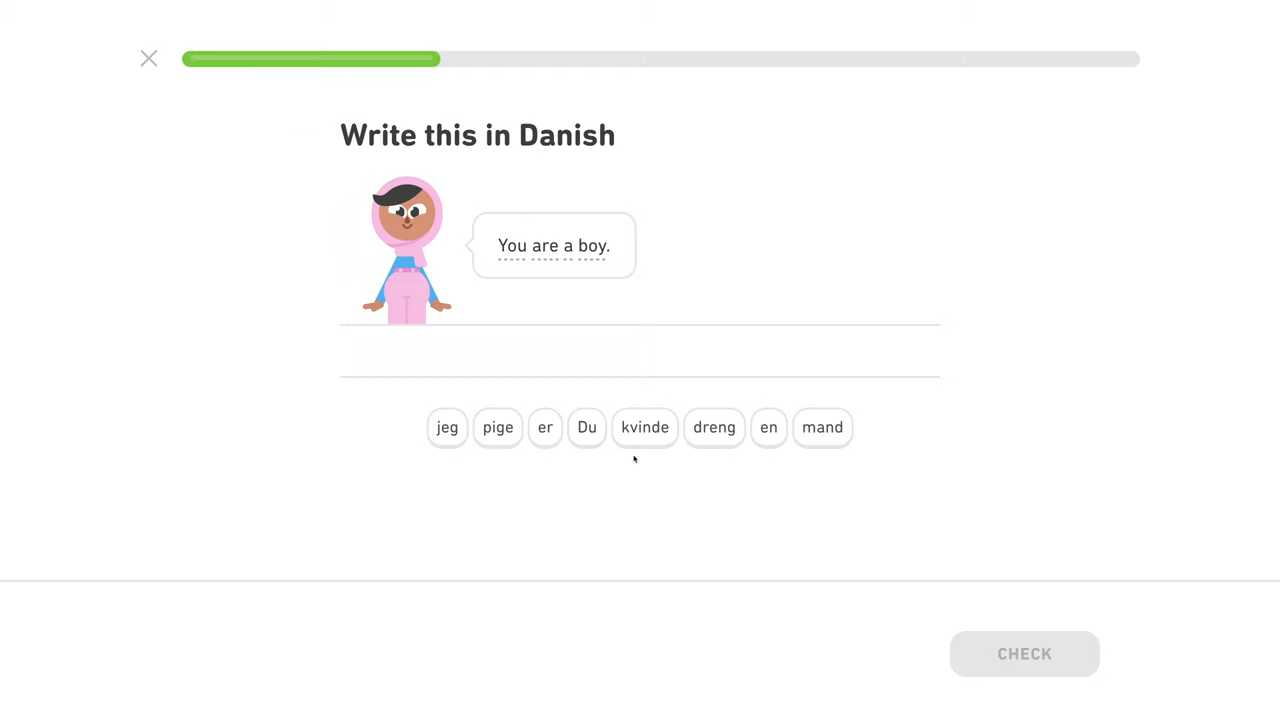 Write this in Danish
You are a boy.
jeg pige er Du kvinde dreng en mand
CHECK